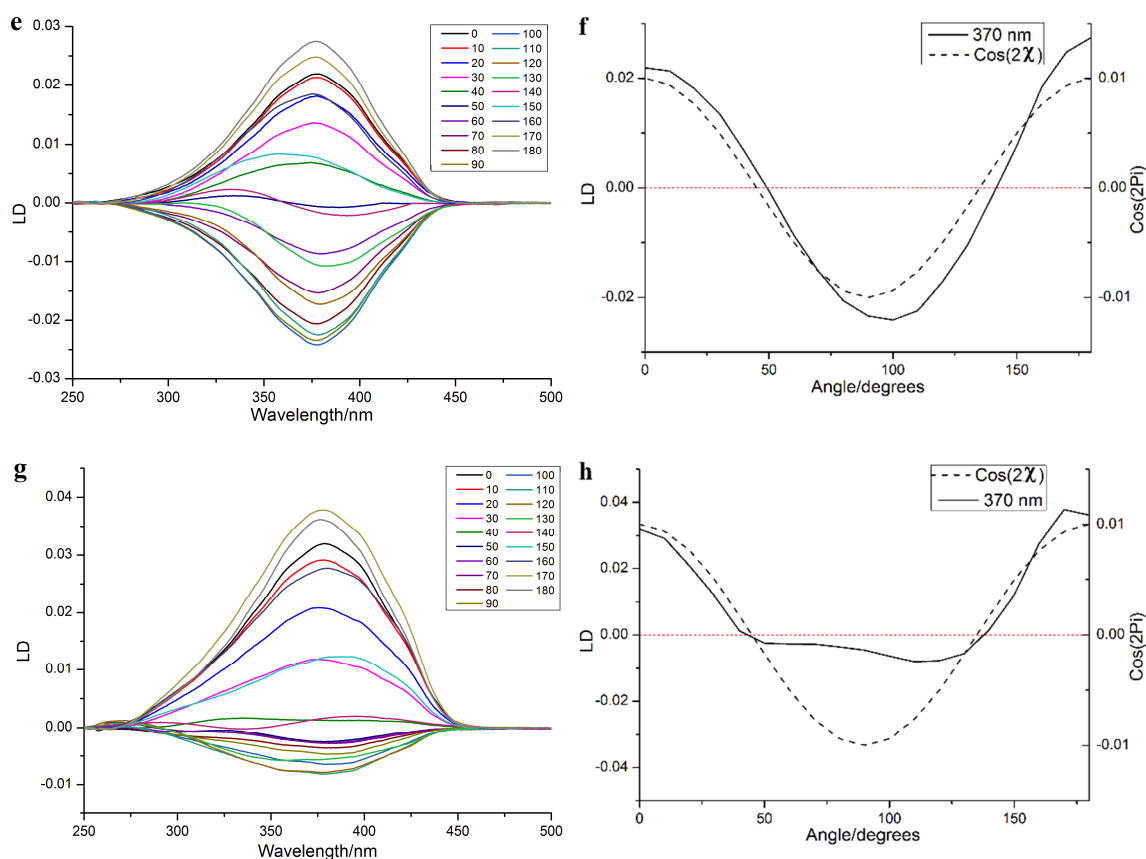 e
0.03
0.02
0.01
0.00
-0.01
-0.02
-0.03
LD
250 300 350 400 450 500
Wavelength/nm
0 100
10 110
20 120
30 130
40 140
50 150
60 160
70 170
80 180
90
f
370 nm
Cos(2χ)
0.02
0.00
-0.02
LD
0.01
0.00
-0.01
Cos(2Pi)
0 50 100 150
Angle/degrees
g
0.04
0.03
0.02
0.01
0.00
-0.01
LD
250 300 350 400 450 500
Wavelength/nm
0 100
10 110
20 120
30 130
40 140
50 150
60 160
70 170
80 180
90
h
Cos(2χ)
370 nm
0.04
0.02
0.00
-0.02
-0.04
LD
0.01
0.00
-0.01
Cos(2Pi)
0 50 100 150
Angle/degrees